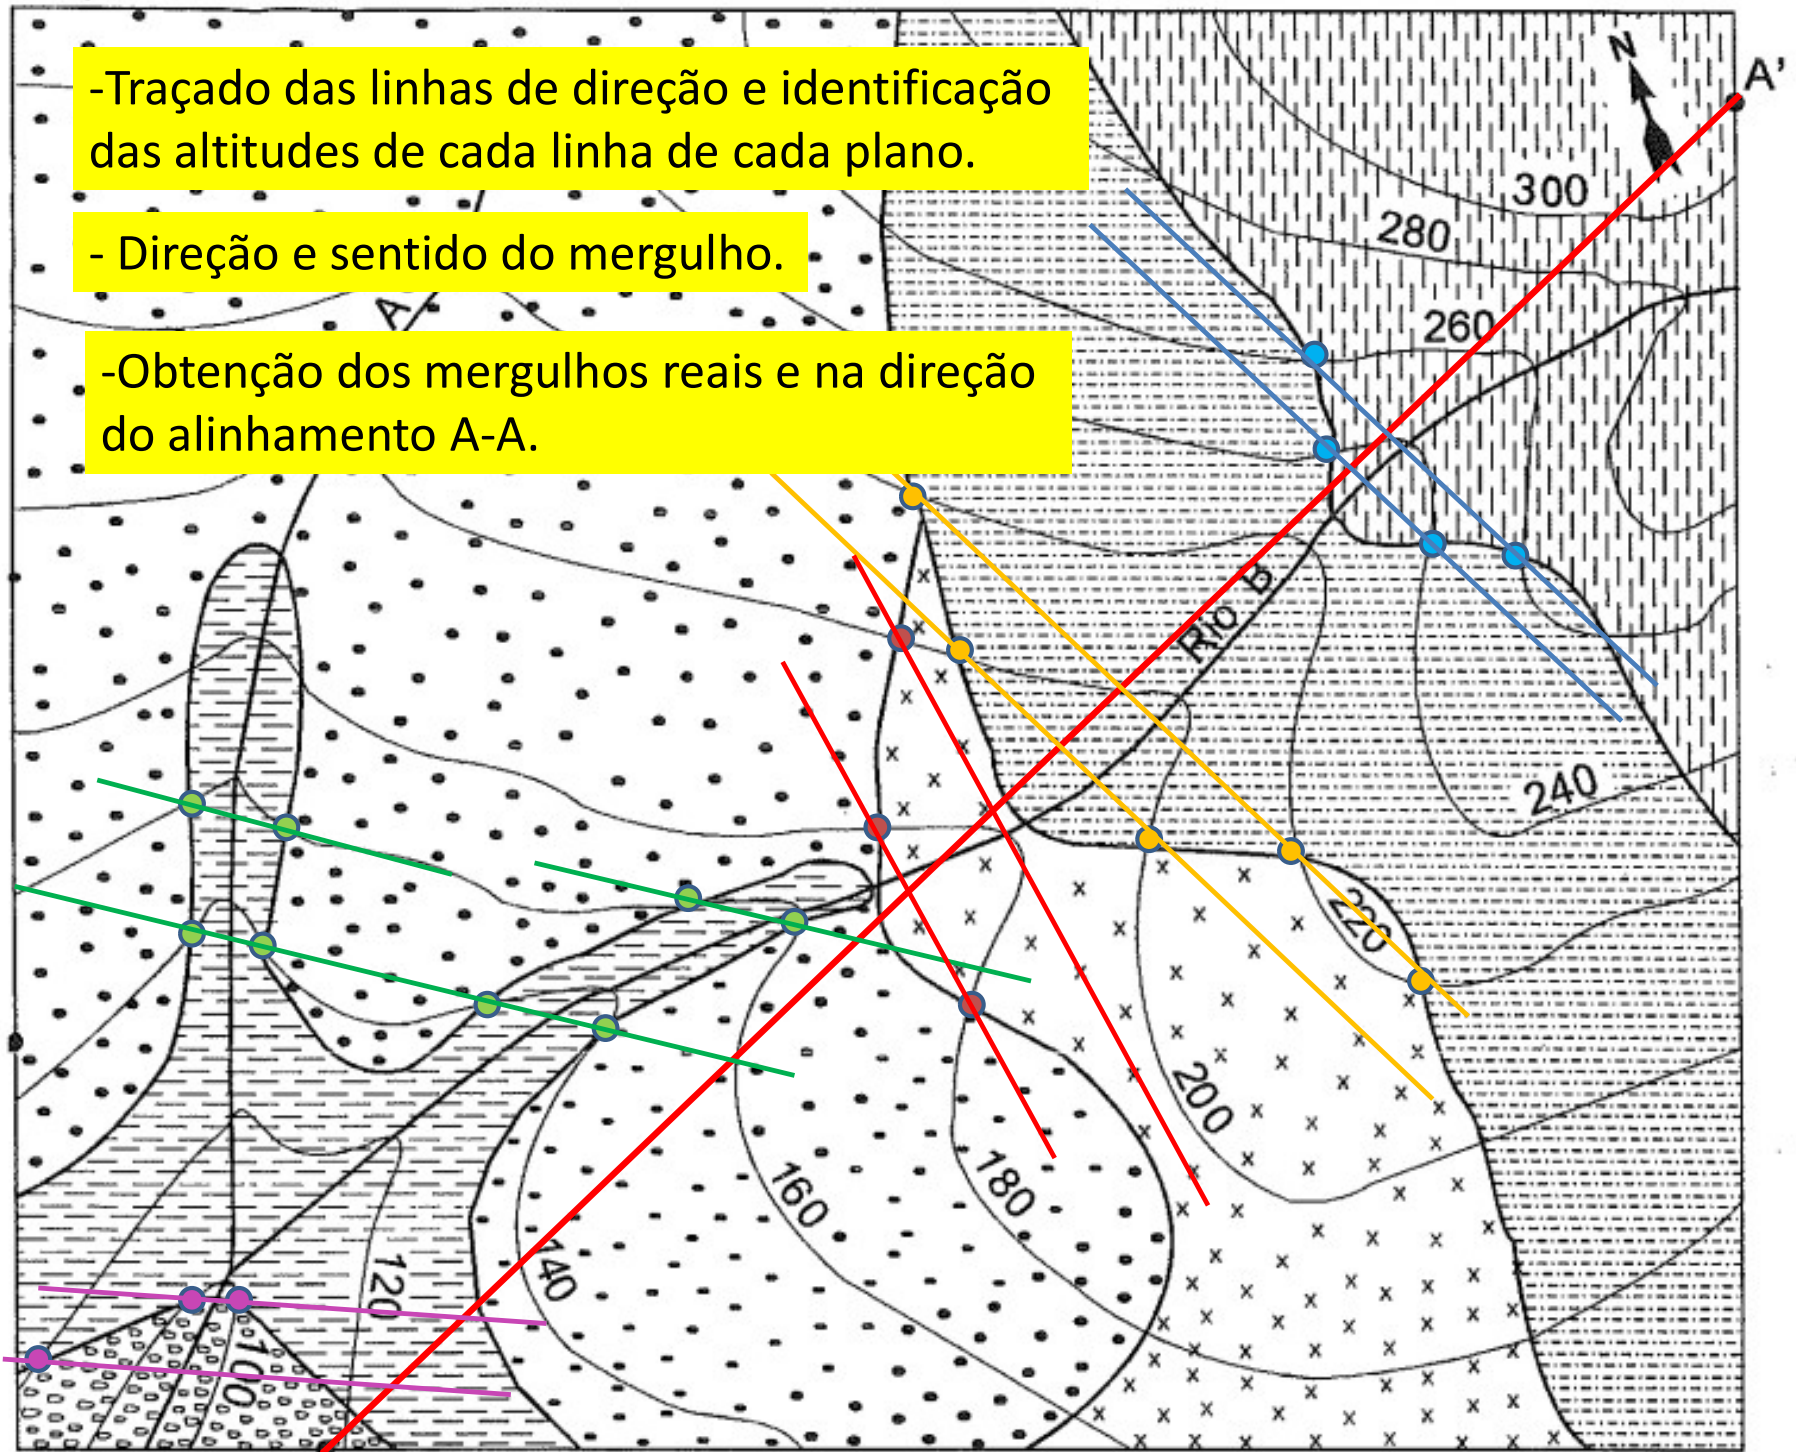 -Traçado das linhas de direção e identificação
das altitudes de cada linha de cada plano.
- Direção e sentido do mergulho.
-Obtenção dos mergulhos reais e na direção
do alinhamento A-A.
N
A'
300
280
260
A
Rio B
240
220
200
180
160
140
120
100